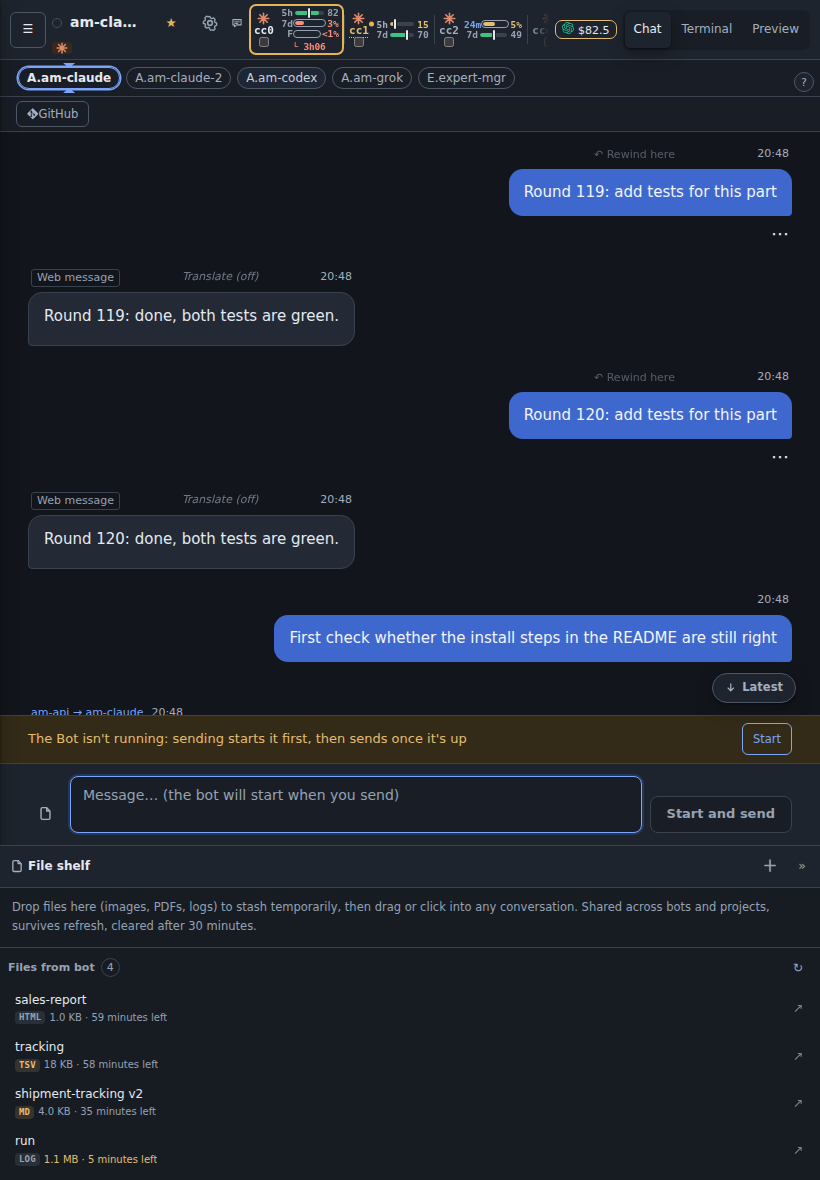 ☰ am-cla… ★
cc0 5h 82
7d 3%
F <1%
└ 3h06
cc1 5h 15
7d 70
cc2 24m 5%
7d 49
$82.5
Chat Terminal Preview
A.am-claude A.am-claude-2 A.am-codex A.am-grok E.expert-mgr ?
GitHub
↶ Rewind here 20:48
Round 119: add tests for this part
...
Web message Translate (off) 20:48
Round 119: done, both tests are green.
↶ Rewind here 20:48
Round 120: add tests for this part
...
Web message Translate (off) 20:48
Round 120: done, both tests are green.
20:48
First check whether the install steps in the README are still right
↓ Latest
am-api → am-claude 20:48
The Bot isn't running: sending starts it first, then sends once it's up
Start
Message… (the bot will start when you send)
Start and send
File shelf + »
Drop files here (images, PDFs, logs) to stash temporarily, then drag or click into any conversation. Shared across bots and projects,
survives refresh, cleared after 30 minutes.
Files from bot 4 ↻
sales-report
HTML 1.0 KB · 59 minutes left ↗
tracking
TSV 18 KB · 58 minutes left ↗
shipment-tracking v2
MD 4.0 KB · 35 minutes left ↗
run
LOG 1.1 MB · 5 minutes left ↗